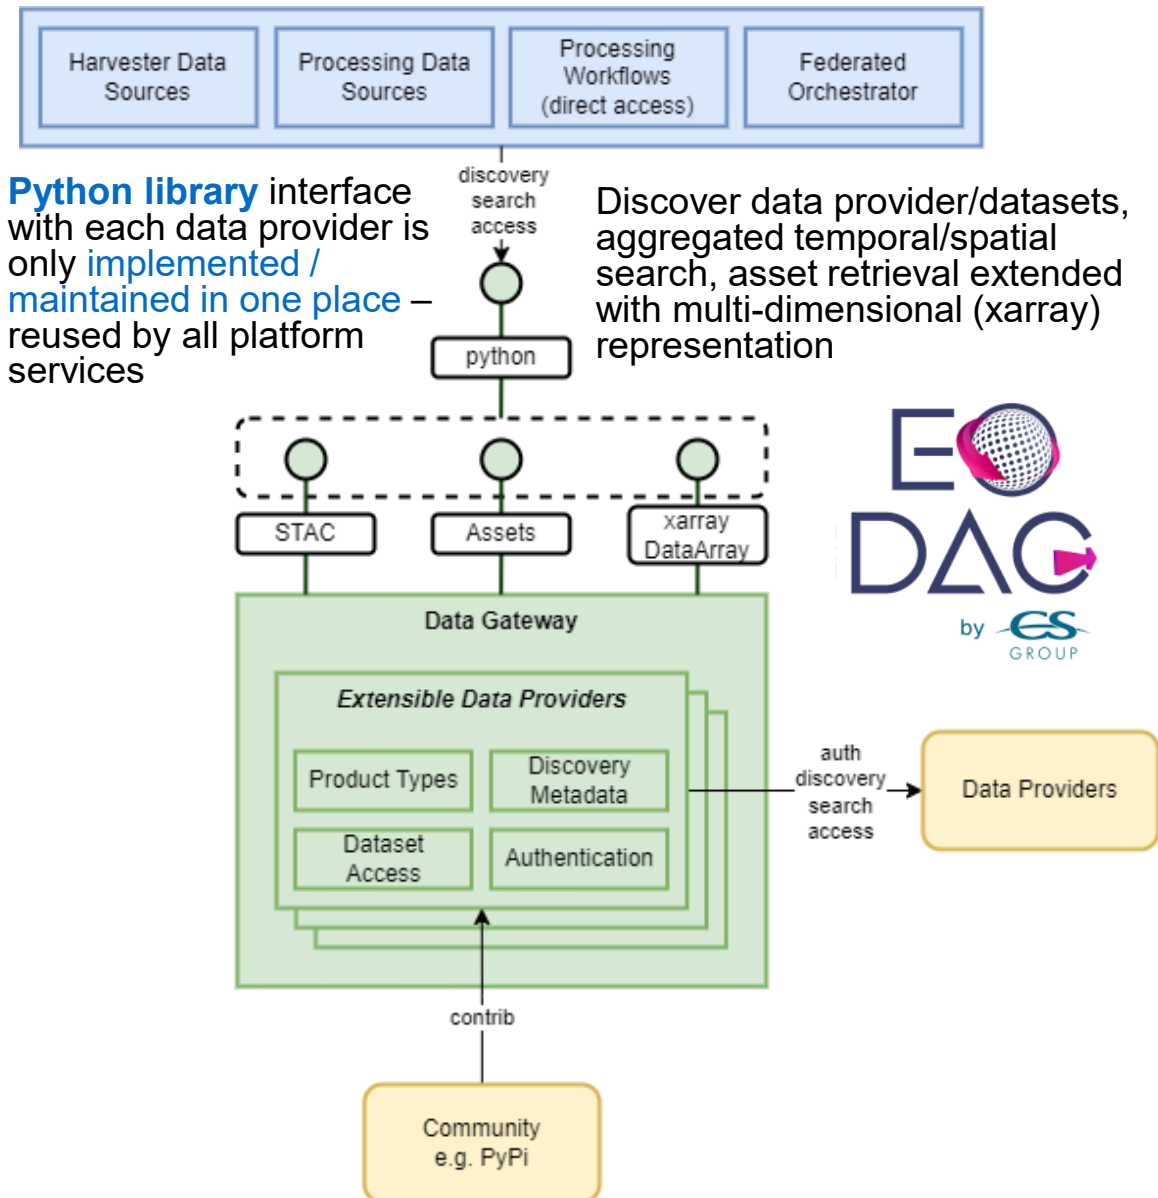 Harvester Data
Sources
Processing Data
Sources
Processing
Workflows
(direct access)
Federated
Orchestrator
discovery
search
access
Python library interface
with each data provider is
only implemented /
maintained in one place –
reused by all platform
services
Discover data provider/datasets,
aggregated temporal/spatial
search, asset retrieval extended
with multi-dimensional (xarray)
representation
python
STAC
Assets
xarray
DataArray
EO
DAG
by CS
GROUP
Data Gateway
Extensible Data Providers
Product Types
Discovery
Metadata
Dataset
Access
Authentication
auth
discovery
search
access
Data Providers
contrib
Community
e.g. PyPi